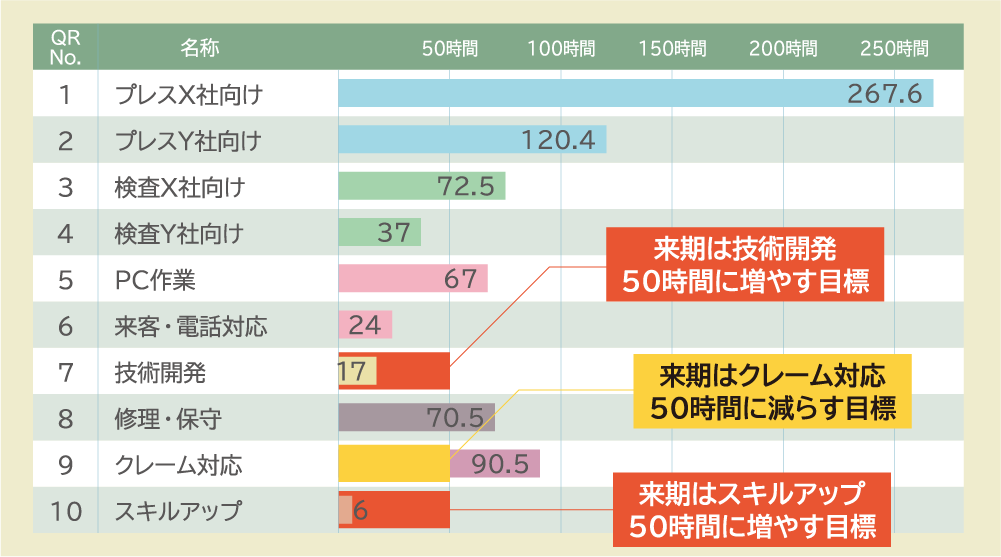 QR No.
名称
50時間
100時間
150時間
200時間
250時間
1 プレスX社向け 267.6
2 プレスY社向け 120.4
3 検査X社向け 72.5
4 検査Y社向け 37
来期は技術開発
50時間に増やす目標
5 PC作業 67
6 来客・電話対応 24
7 技術開発 17
来期はクレーム対応
50時間に減らす目標
8 修理・保守 70.5
9 クレーム対応 90.5
来期はスキルアップ
50時間に増やす目標
10 スキルアップ 6